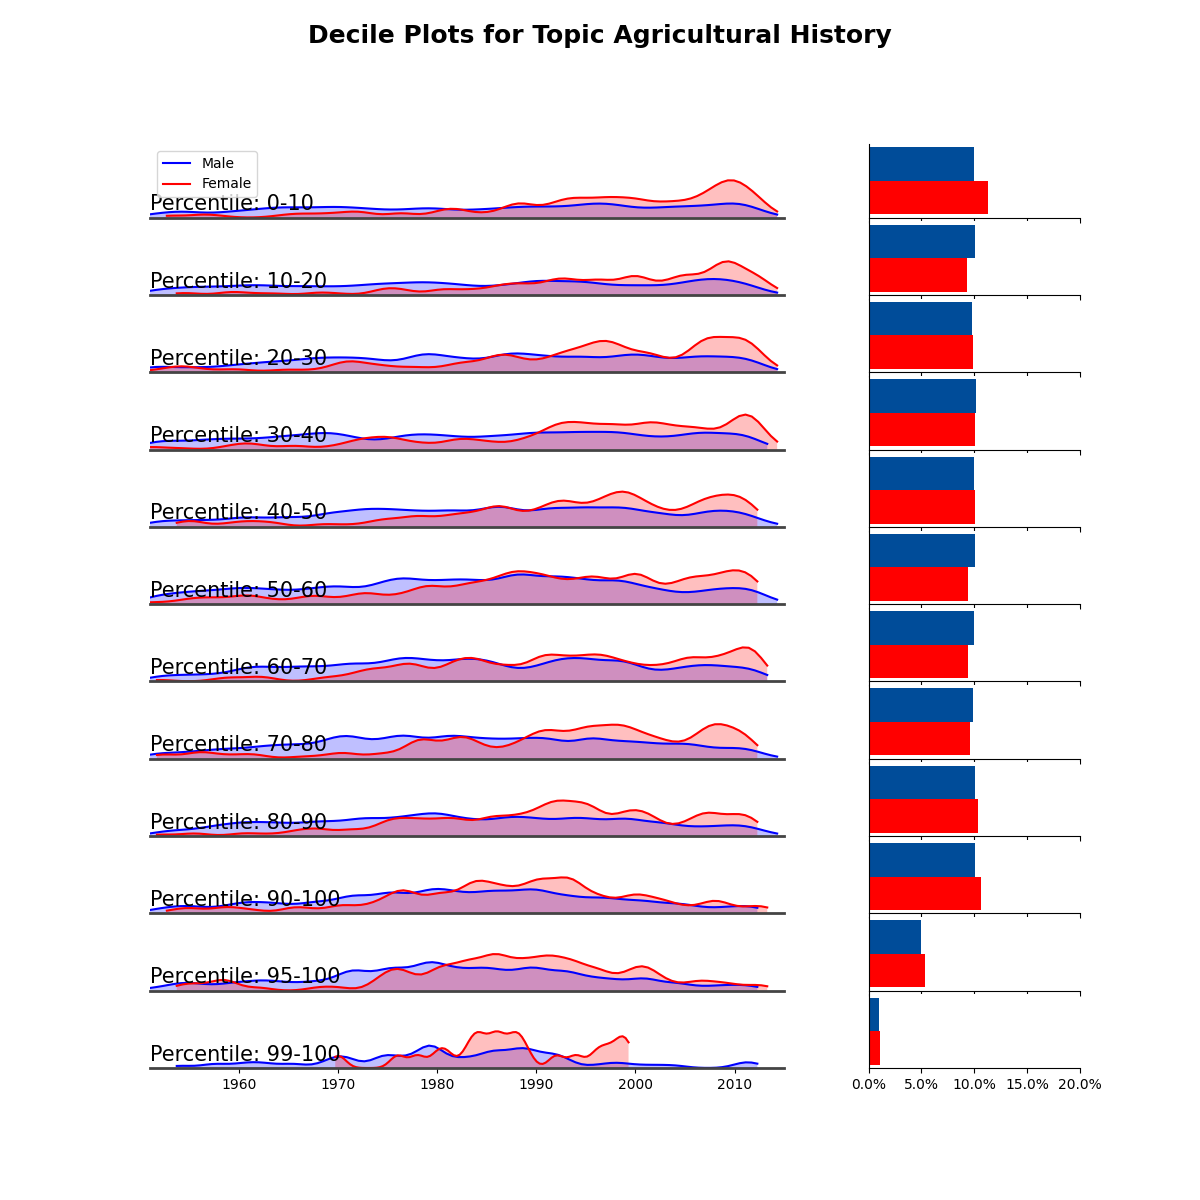 Decile Plots for Topic Agricultural History
Male
Female
Percentile: 0-10
Percentile: 10-20
Percentile: 20-30
Percentile: 30-40
Percentile: 40-50
Percentile: 50-60
Percentile: 60-70
Percentile: 70-80
Percentile: 80-90
Percentile: 90-100
Percentile: 95-100
Percentile: 99-100
1960 1970 1980 1990 2000 2010
0.0% 5.0% 10.0% 15.0% 20.0%